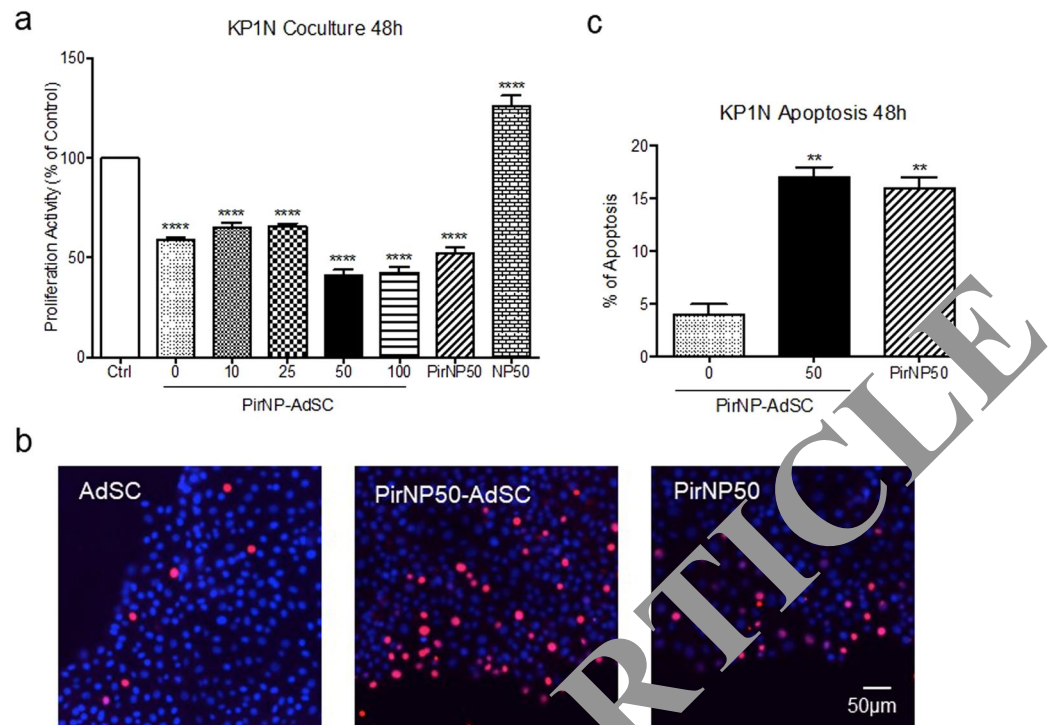 a
KP1N Coculture 48h
Proliferation Activity (% of Control)
150
100
50
0
****
****
****
****
****
****
****
Ctrl 0 10 25 50 100 PirNP50 NP50
PirNP-AdSC
c
KP1N Apoptosis 48h
% of Apoptosis
20
15
10
5
0
**
**
0 50 PirNP50
PirNP-AdSC
b
AdSC
PirNP50-AdSC
PirNP50
50µm
RTICLE